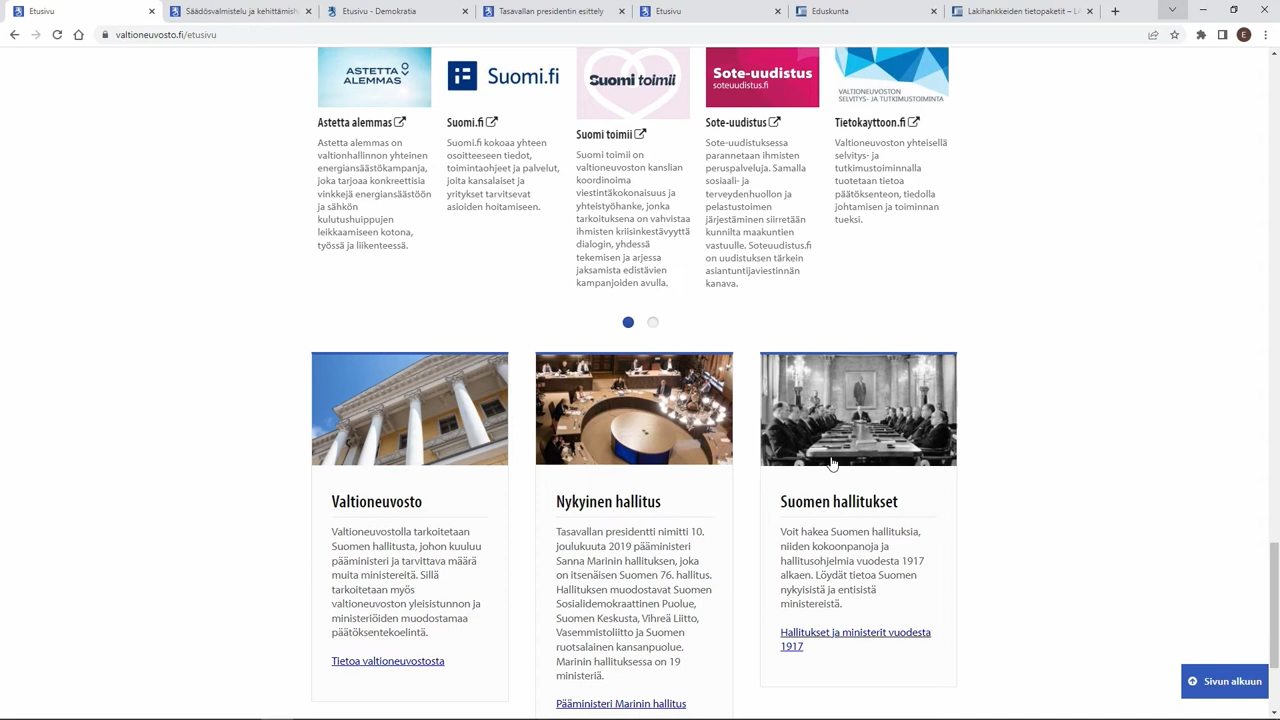 Etusivu
Säädösvalmistelu ja kehittämish
Etusivu - Demokratia
Tasavallan presidentin esittely
Etusivu
Eduskunta
Lakihankkeiden tietopaketit – L
valtioneuvosto.fi/etusivu
E
ASTETTA
ALEMMAS
Suomi.fi
Suomi toimii
Sote-uudistus
soteuudistus.fi
VALTIONEUVOSTON
SELVITYS- JA TUTKIMUSTOIMINTA
Astetta alemmas
Astetta alemmas on
valtionhallinnon yhteinen
energiansäästökampanja,
joka tarjoaa konkreettisia
vinkkejä energiansäästöön
ja sähkön
kulutushuippujen
leikkaamiseen kotona,
työssä ja liikenteessä.
Suomi.fi
Suomi.fi kokoaa yhteen
osoitteeseen tiedot,
toimintaohjeet ja palvelut,
joita kansalaiset ja
yritykset tarvitsevat
asioiden hoitamiseen.
Suomi toimii
Suomi toimii on
valtioneuvoston kanslian
koordinoima
viestintäkokonaisuus ja
yhteistyöhanke, jonka
tarkoituksena on vahvistaa
ihmisten kriisinkestävyyttä
dialogin, yhdessä
tekemisen ja arjessa
jaksamista edistävien
kampanjoiden avulla.
Sote-uudistus
Sote-uudistuksessa
parannetaan ihmisten
peruspalveluja. Samalla
sosiaali- ja
terveydenhuollon ja
pelastustoimen
järjestäminen siirretään
kunnilta maakuntien
vastuulle. Soteuudistus.fi
on uudistuksen tärkein
asiantuntijaviestinnän
kanava.
Tietokayttoon.fi
Valtioneuvoston yhteisellä
selvitys- ja
tutkimustoiminnalla
tuotetaan tietoa
päätöksenteon, tiedolla
johtamisen ja toiminnan
tueksi.
Valtioneuvosto
Valtioneuvostolla tarkoitetaan
Suomen hallitusta, johon kuuluu
pääministeri ja tarvittava määrä
muita ministereitä. Sillä
tarkoitetaan myös
valtioneuvoston yleisistunnon ja
ministeriöiden muodostamaa
päätöksentekoelintä.
Tietoa valtioneuvostosta
Nykyinen hallitus
Tasavallan presidentti nimitti 10.
joulukuuta 2019 pääministeri
Sanna Marinin hallituksen, joka
on itsenäisen Suomen 76. hallitus.
Hallituksen muodostavat Suomen
Sosialidemokraattinen Puolue,
Suomen Keskusta, Vihreä Liitto,
Vasemmistoliitto ja Suomen
ruotsalainen kansanpuolue.
Marinin hallituksessa on 19
ministeriä.
Pääministeri Marinin hallitus
Suomen hallitukset
Voit hakea Suomen hallituksia,
niiden kokoonpanoja ja
hallitusohjelmia vuodesta 1917
alkaen. Löydät tietoa Suomen
nykyisistä ja entisistä
ministereistä.
Hallitukset ja ministerit vuodesta
1917
Sivun alkuun